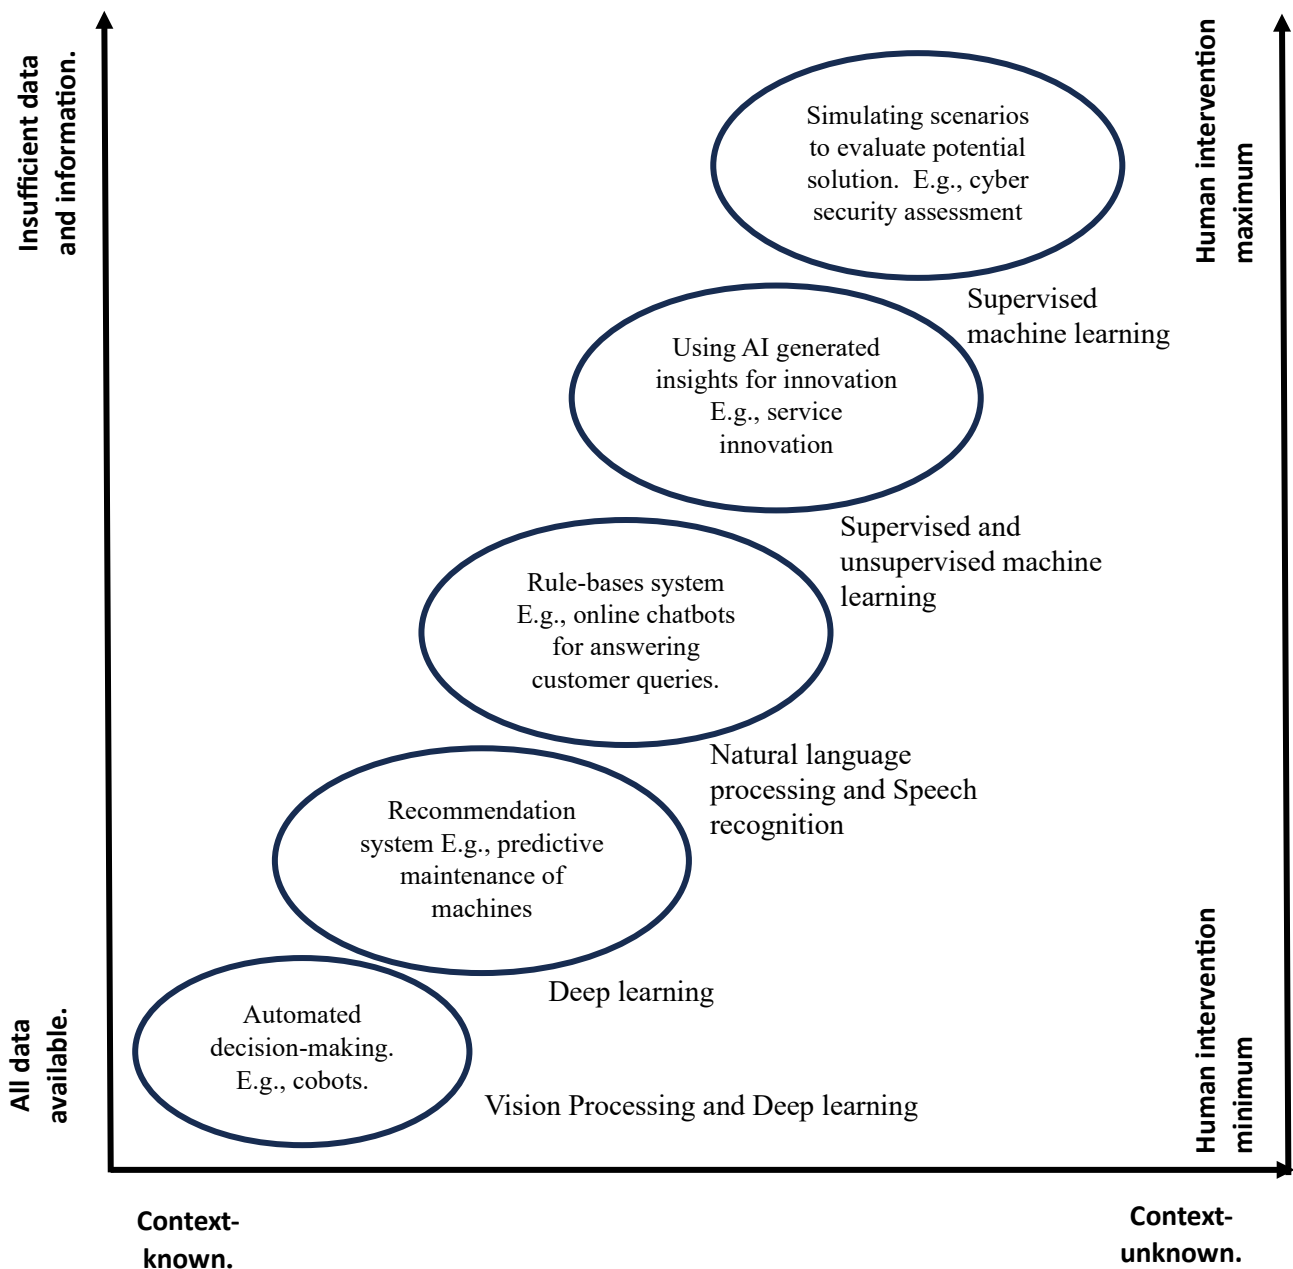 Insufficient data
and information.
Human intervention
maximum
Simulating scenarios
to evaluate potential
solution.  E.g., cyber
security assessment
Supervised
machine learning
Using AI generated
insights for innovation
E.g., service
innovation
Supervised and
unsupervised machine
learning
Rule-bases system
E.g., online chatbots
for answering
customer queries.
Natural language
processing and Speech
recognition
Recommendation
system E.g., predictive
maintenance of
machines
Deep learning
Automated
decision-making.
E.g., cobots.
Vision Processing and Deep learning
All data
available.
Human intervention
minimum
Context-
known.
Context-
unknown.